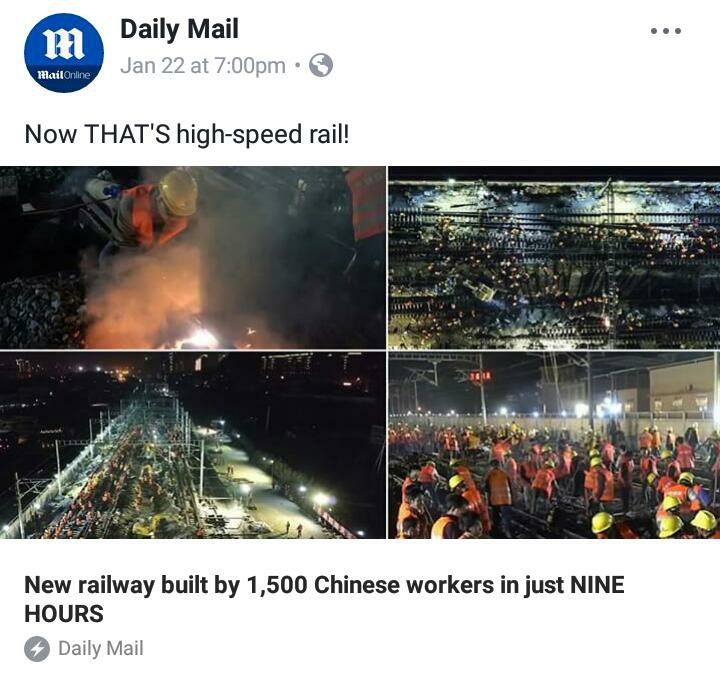 Daily Mail
Jan 22 at 7:00pm •
m
MailOnline
Now THAT'S high-speed rail!
New railway built by 1,500 Chinese workers in just NINE
HOURS
Daily Mail